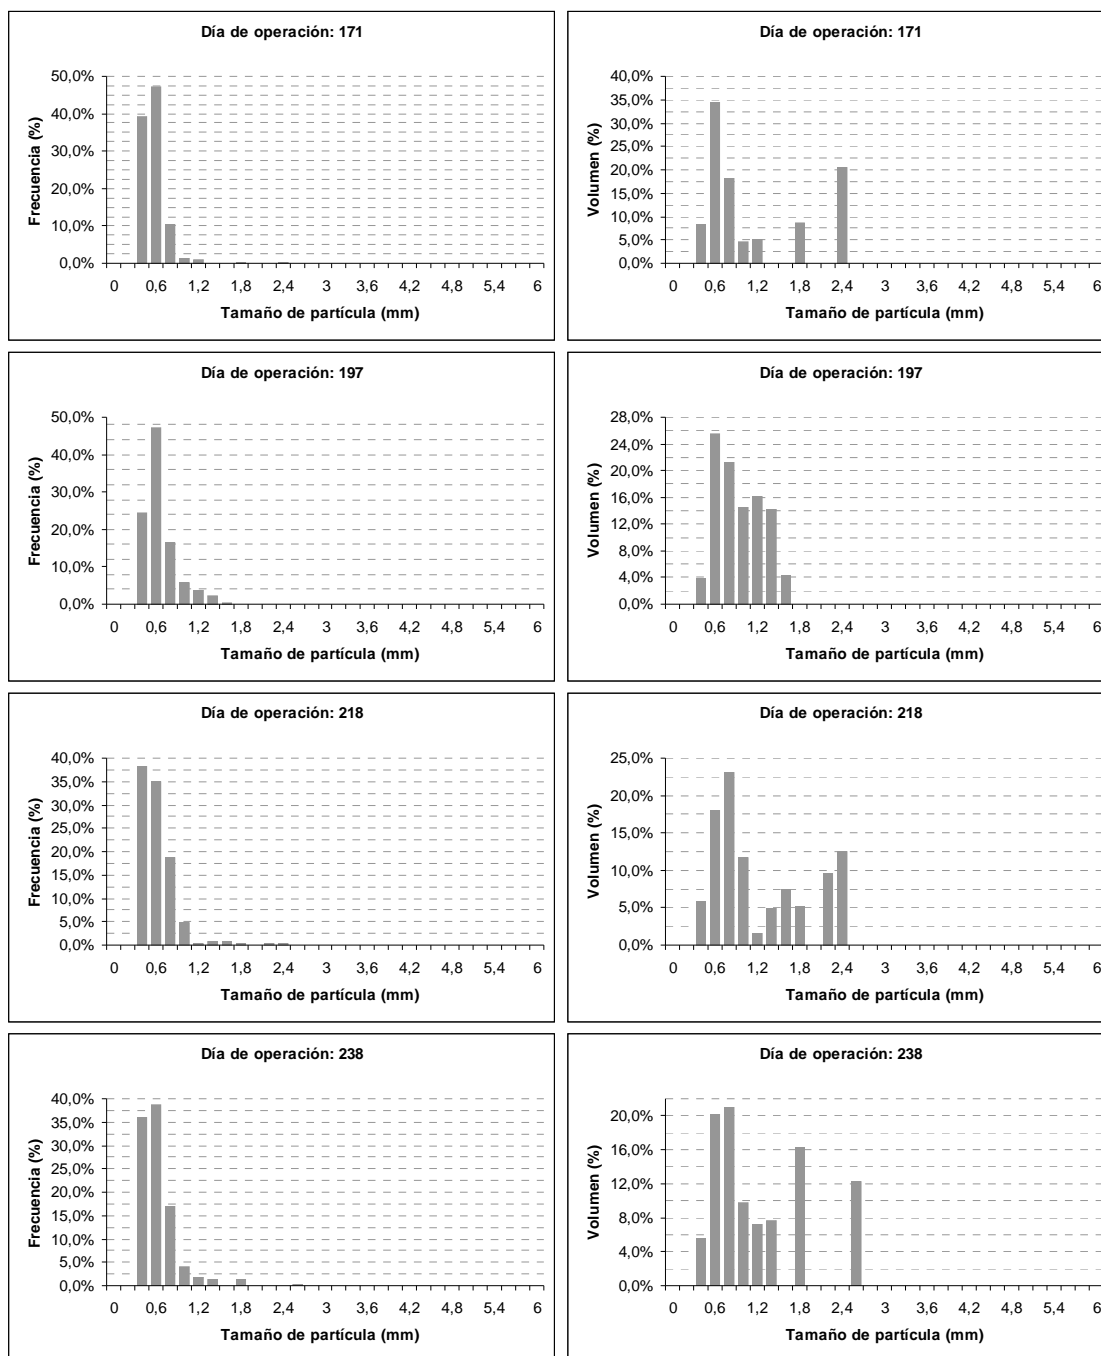 Día de operación: 171
50,0%
40,0%
30,0%
20,0%
10,0%
0,0%
Frecuencia (%)
0 0,6 1,2 1,8 2,4 3 3,6 4,2 4,8 5,4 6
Tamaño de partícula (mm)
Día de operación: 171
40,0%
35,0%
30,0%
25,0%
20,0%
15,0%
10,0%
5,0%
0,0%
Volumen (%)
0 0,6 1,2 1,8 2,4 3 3,6 4,2 4,8 5,4 6
Tamaño de partícula (mm)
Día de operación: 197
50,0%
40,0%
30,0%
20,0%
10,0%
0,0%
Frecuencia (%)
0 0,6 1,2 1,8 2,4 3 3,6 4,2 4,8 5,4 6
Tamaño de partícula (mm)
Día de operación: 197
28,0%
24,0%
20,0%
16,0%
12,0%
8,0%
4,0%
0,0%
Volumen (%)
0 0,6 1,2 1,8 2,4 3 3,6 4,2 4,8 5,4 6
Tamaño de partícula (mm)
Día de operación: 218
40,0%
35,0%
30,0%
25,0%
20,0%
15,0%
10,0%
5,0%
0,0%
Frecuencia (%)
0 0,6 1,2 1,8 2,4 3 3,6 4,2 4,8 5,4 6
Tamaño de partícula (mm)
Día de operación: 218
25,0%
20,0%
15,0%
10,0%
5,0%
0,0%
Volumen (%)
0 0,6 1,2 1,8 2,4 3 3,6 4,2 4,8 5,4 6
Tamaño de partícula (mm)
Día de operación: 238
40,0%
35,0%
30,0%
25,0%
20,0%
15,0%
10,0%
5,0%
0,0%
Frecuencia (%)
0 0,6 1,2 1,8 2,4 3 3,6 4,2 4,8 5,4 6
Tamaño de partícula (mm)
Día de operación: 238
20,0%
16,0%
12,0%
8,0%
4,0%
0,0%
Volumen (%)
0 0,6 1,2 1,8 2,4 3 3,6 4,2 4,8 5,4 6
Tamaño de partícula (mm)